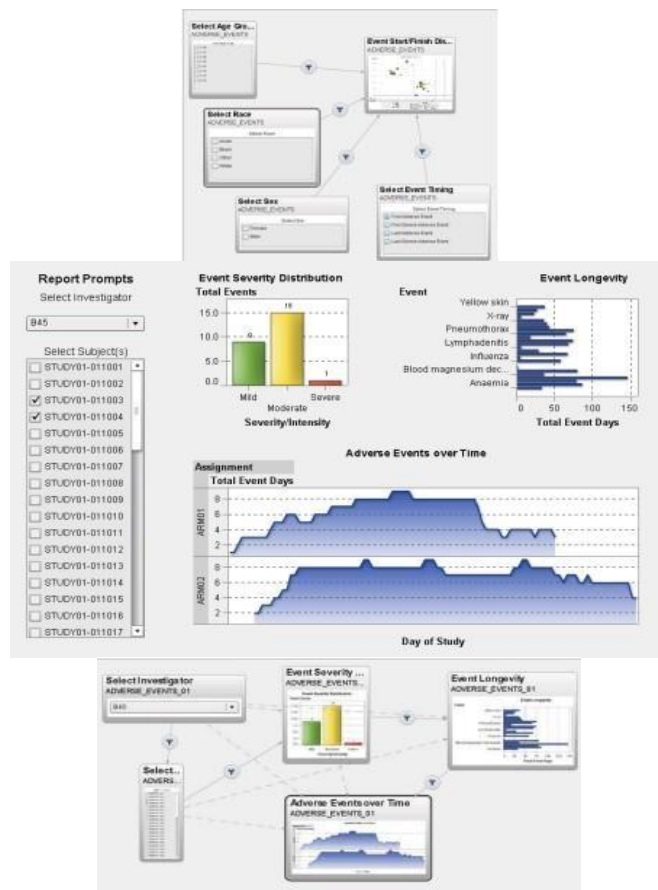 Select Age Gro...
ADVERSE_EVENTS
Event Start/Finish Dis...
ADVERSE_EVENTS
Select Race
ADVERSE_EVENTS
Select Race
Select Sex
ADVERSE_EVENTS
Select Sex
Female
Male
Select Event Timing
ADVERSE_EVENTS
Select Event Timing
Report Prompts
Select Investigator
B45
Select Subject(s)
STUDY01-011001
STUDY01-011002
STUDY01-011003
STUDY01-011004
STUDY01-011005
STUDY01-011006
STUDY01-011007
STUDY01-011008
STUDY01-011009
STUDY01-011010
STUDY01-011011
STUDY01-011012
STUDY01-011013
STUDY01-011014
STUDY01-011015
STUDY01-011016
STUDY01-011017
Event Severity Distribution
Total Events
15.0
10.0
5.0
0.0
9
15
1
Mild
Moderate
Severe
Severity/Intensity
Event Longevity
Event
Yellow skin
X-ray
Pneumothorax
Lymphadenitis
Influenza
Blood magnesium dec...
Anaemia
0 50 100 150
Total Event Days
Adverse Events over Time
Assignment
Total Event Days
ARM01
8
6
4
2
ARM02
8
6
4
2
Day of Study
Select Investigator
ADVERSE_EVENTS_01
B45
Select...
ADVERS...
Event Severity ...
ADVERSE_EVENTS...
Event Longevity
ADVERSE_EVENTS_01
Adverse Events over Time
ADVERSE_EVENTS_01